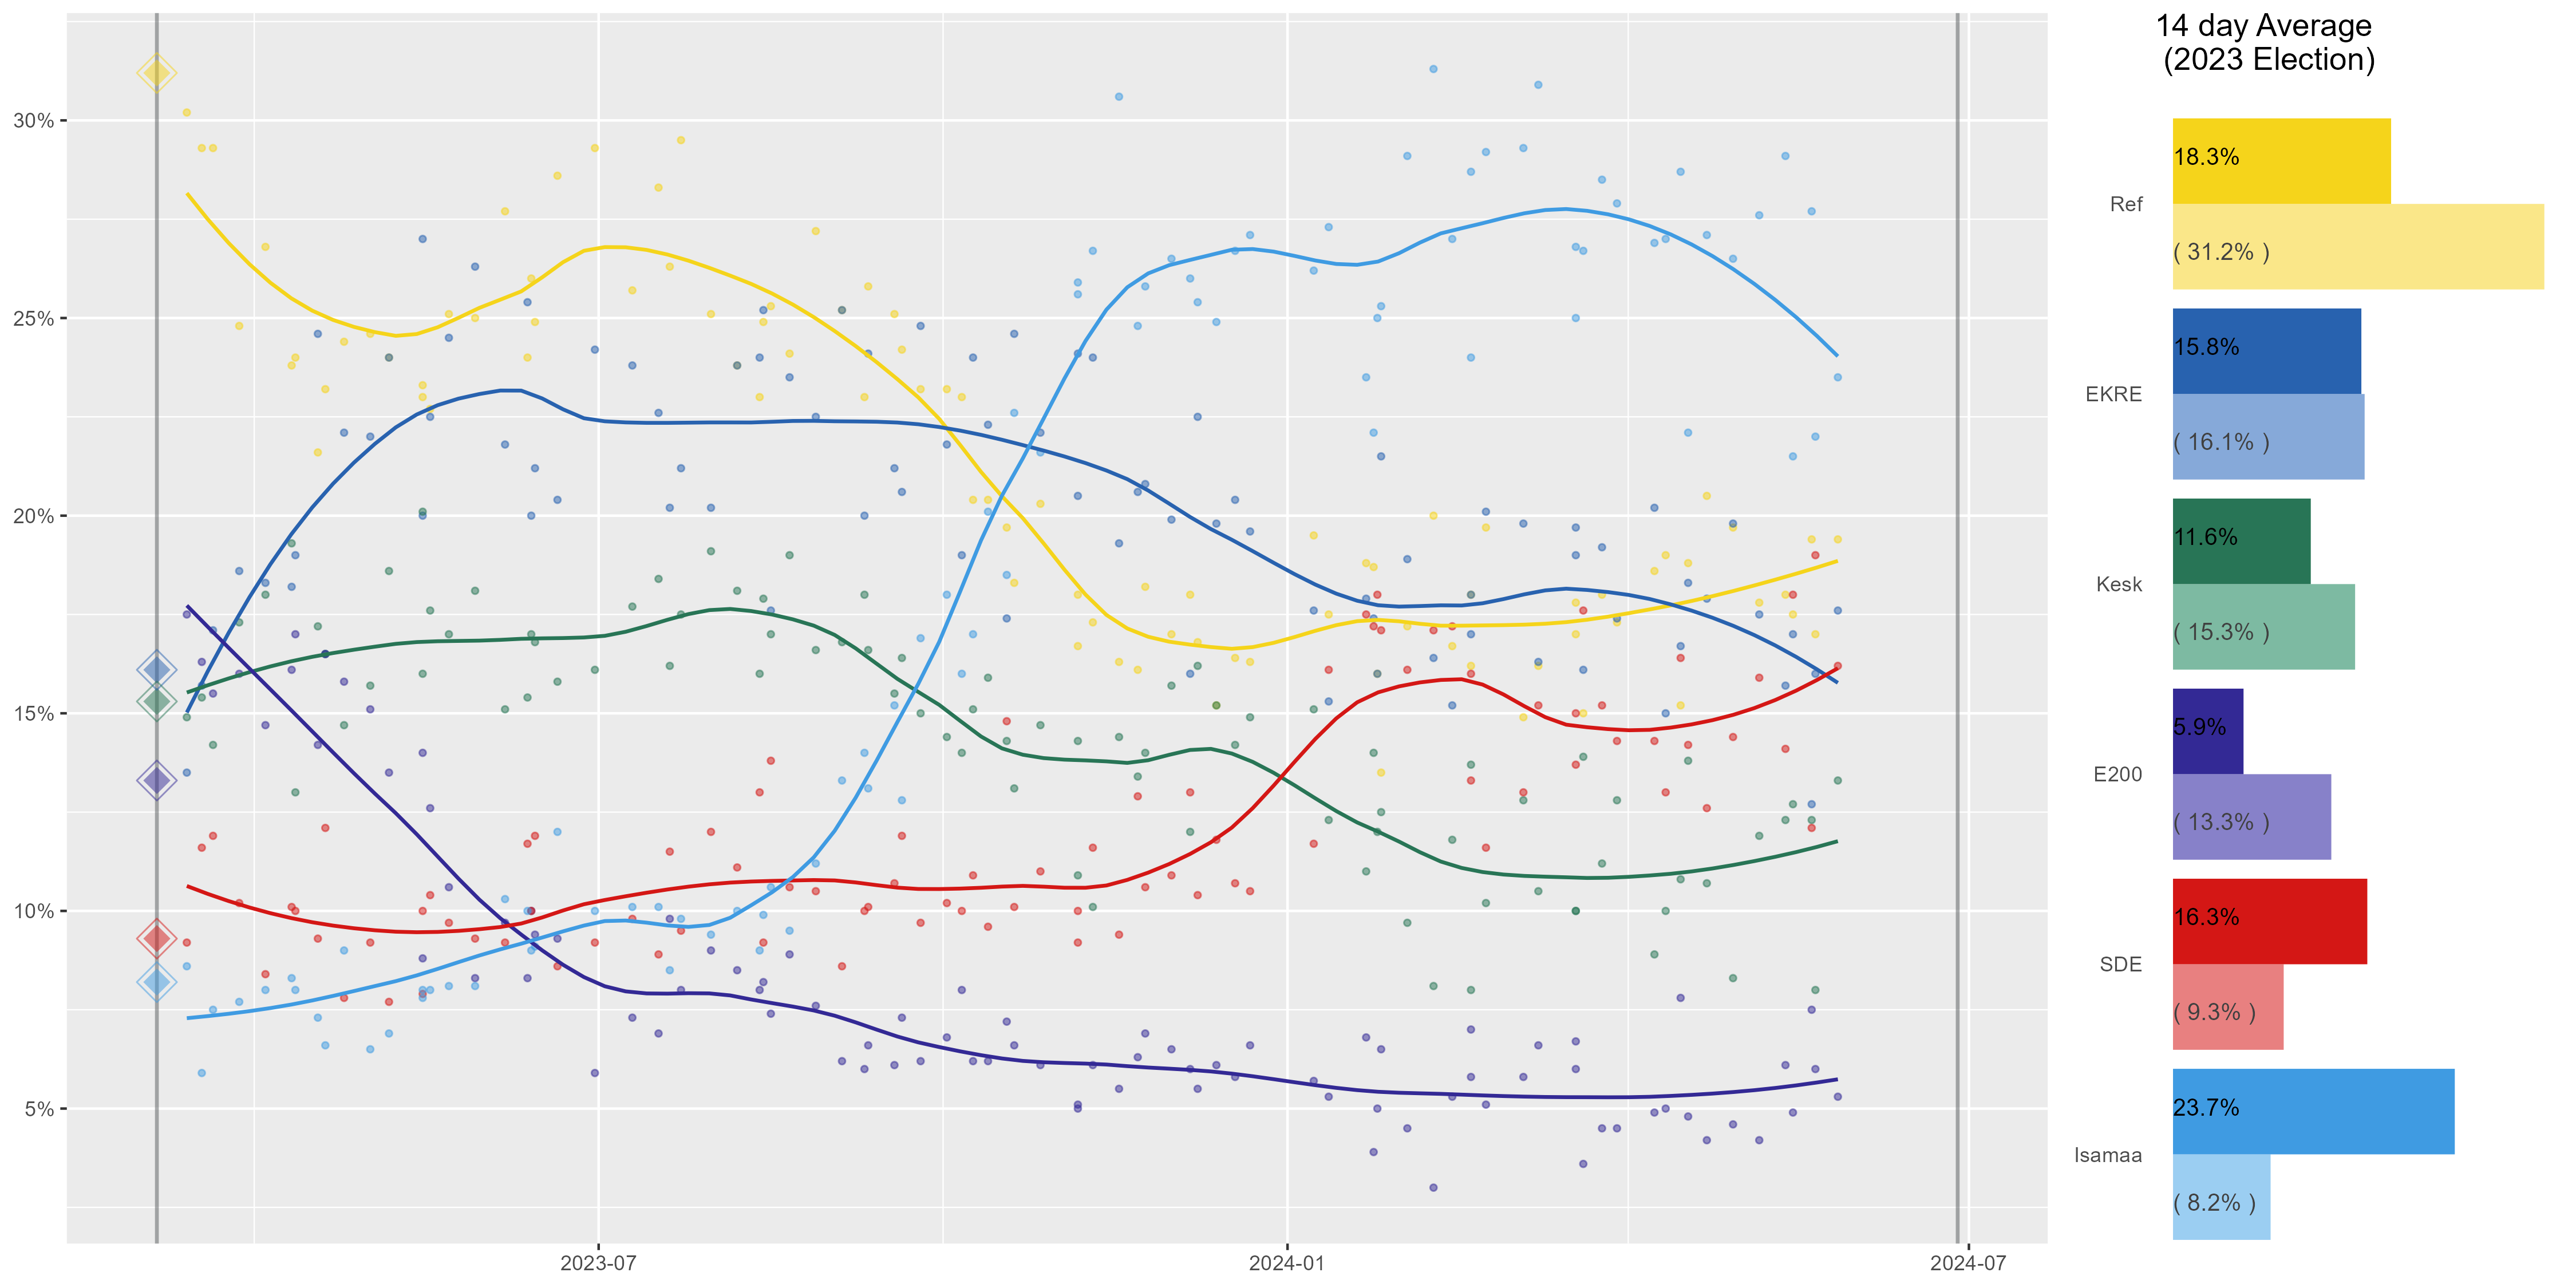 30%
25%
20%
15%
10%
5%
2023-07
2024-01
2024-07
14 day Average
(2023 Election)
Ref
18.3%
( 31.2% )
EKRE
15.8%
( 16.1% )
Kesk
11.6%
( 15.3% )
E200
5.9%
( 13.3% )
SDE
16.3%
( 9.3% )
Isamaa
23.7%
( 8.2% )